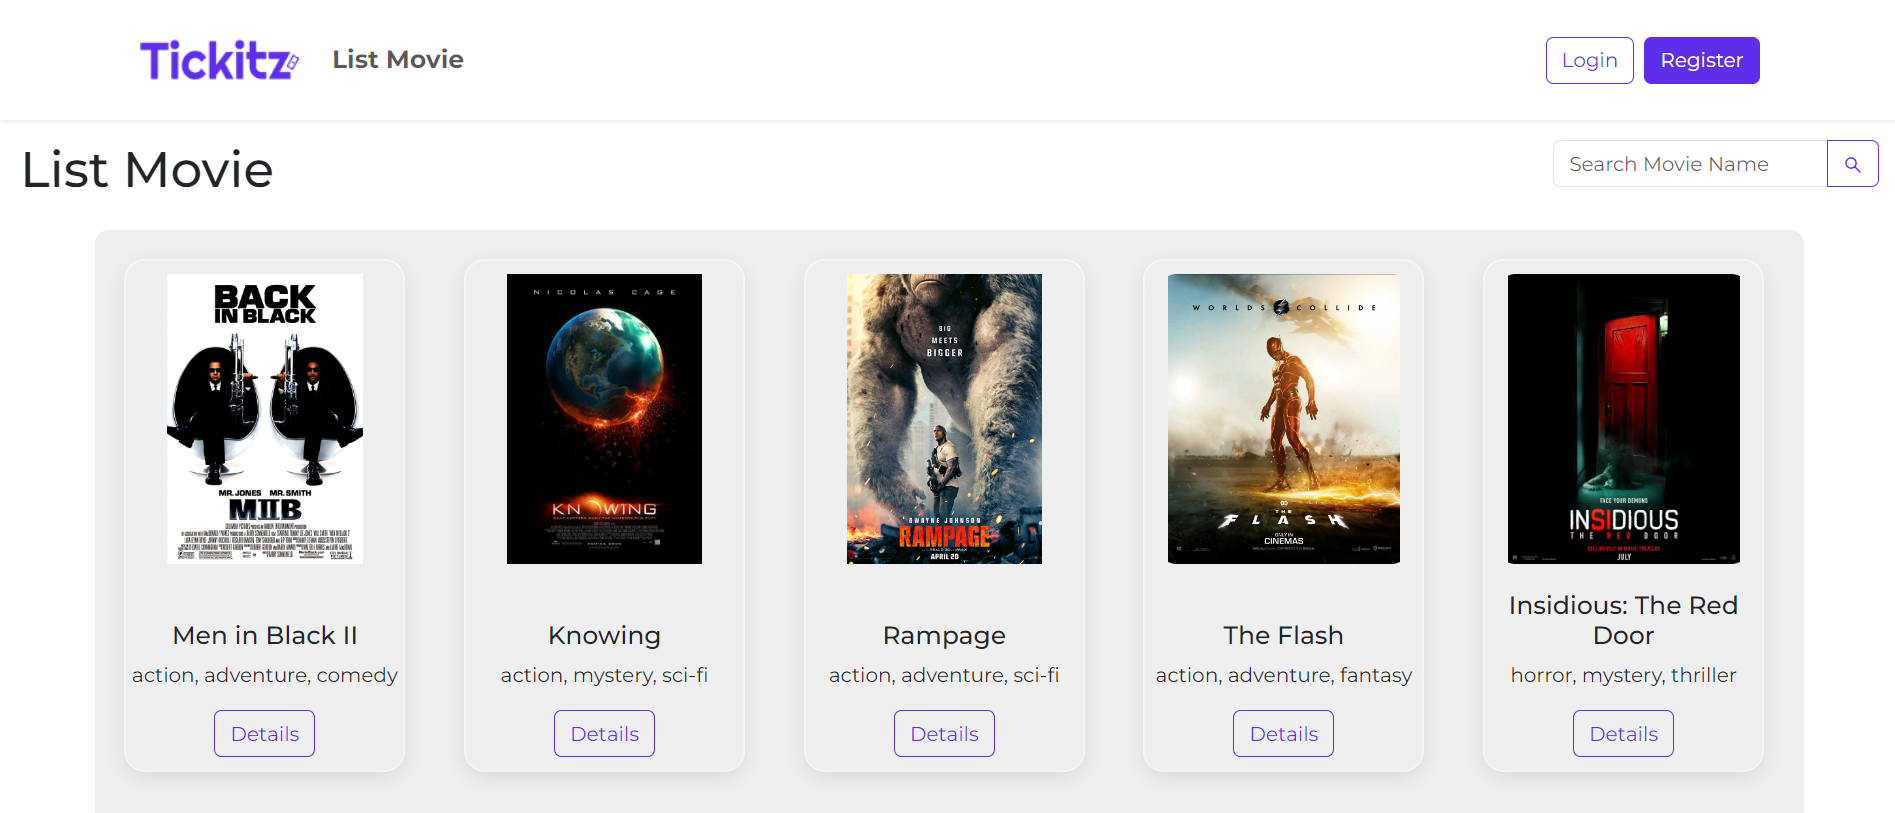 Tickitz
List Movie
Login
Register
List Movie
Search Movie Name
BACK
IN BLACK
MR. JONES MR. SMITH
MIIB
Men in Black II
action, adventure, comedy
Details
NICOLAS CAGE
KNOWING
Knowing
action, mystery, sci-fi
Details
BIG
MEETS
BIGGER
DWAYNE JOHNSON
RAMPAGE
APRIL 20
Rampage
action, adventure, sci-fi
Details
WORLDS COLLIDE
THE
FLASH
ONLY IN
CINEMAS
The Flash
action, adventure, fantasy
Details
FACE YOUR DEMONS
INSIDIOUS
THE RED DOOR
EXCLUSIVELY IN MOVIE THEATERS
JULY
Insidious: The Red
Door
horror, mystery, thriller
Details